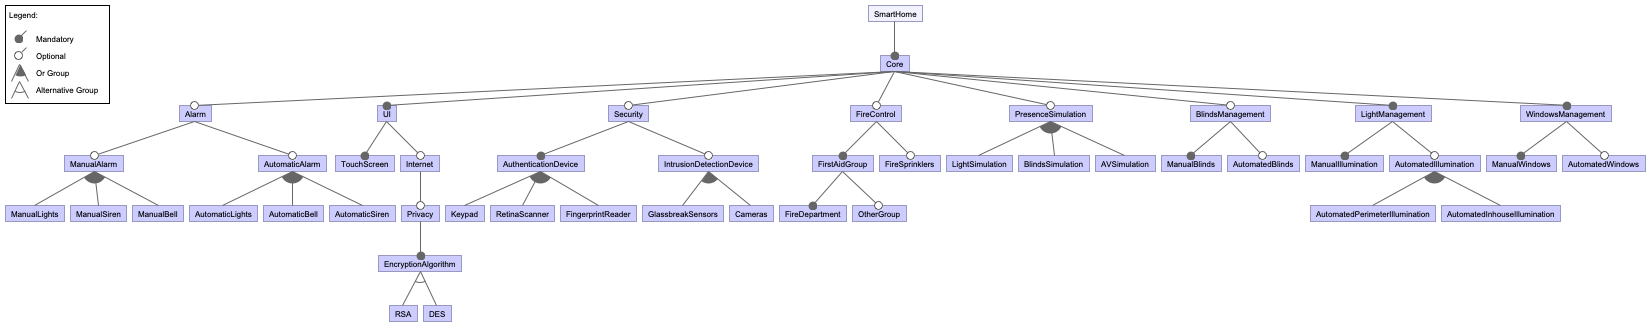 Legend:
Mandatory
Optional
Or Group
Alternative Group
SmartHome
Core
Alarm
UI
Security
FireControl
PresenceSimulation
BlindsManagement
LightManagement
WindowsManagement
ManualAlarm
AutomaticAlarm
TouchScreen
Internet
AuthenticationDevice
IntrusionDetectionDevice
FirstAidGroup
FireSprinklers
LightSimulation
BlindsSimulation
AVSimulation
ManualBlinds
AutomatedBlinds
ManualIllumination
AutomatedIllumination
ManualWindows
AutomatedWindows
ManualLights
ManualSiren
ManualBell
AutomaticLights
AutomaticBell
AutomaticSiren
Privacy
Keypad
RetinaScanner
FingerprintReader
GlassbreakSensors
Cameras
FireDepartment
OtherGroup
AutomatedPerimeterIllumination
AutomatedInhouseIllumination
EncryptionAlgorithm
RSA
DES